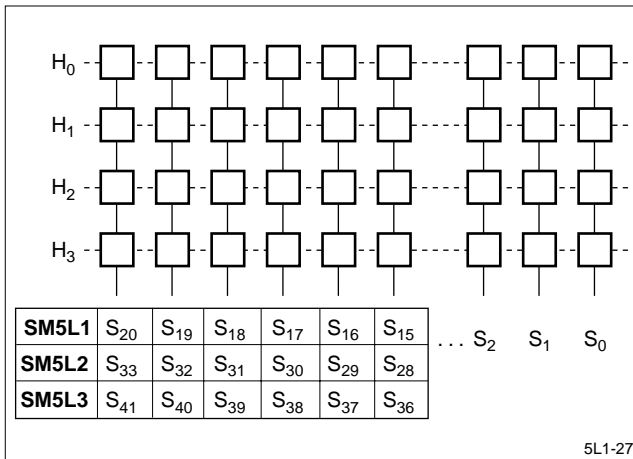 H₀
H₁
H₂
H₃
SM5L1 S₂₀ S₁₉ S₁₈ S₁₇ S₁₆ S₁₅ . . . S₂ S₁ S₀
SM5L2 S₃₃ S₃₂ S₃₁ S₃₀ S₂₉ S₂₈
SM5L3 S₄₁ S₄₀ S₃₉ S₃₈ S₃₇ S₃₆
5L1-27